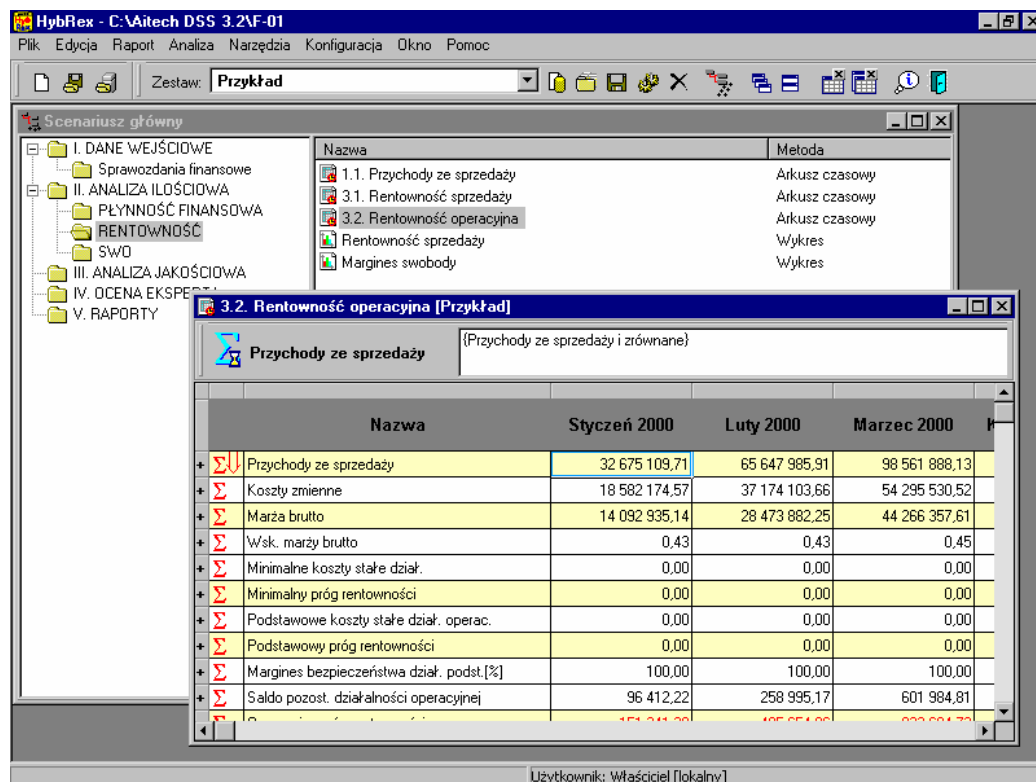 HybRex - C:\Aitech DSS 3.2\F-01
Plik Edycja Raport Analiza Narzędzia Konfiguracja Okno Pomoc
Zestaw: Przykład
Scenariusz główny
I. DANE WEJŚCIOWE
Sprawozdania finansowe
II. ANALIZA ILOŚCIOWA
PŁYNNOŚĆ FINANSOWA
RENTOWNOŚĆ
SWO
III. ANALIZA JAKOŚCIOWA
IV. OCENA
V. RAPORTY
Nazwa Metoda
1.1. Przychody ze sprzedaży Arkusz czasowy
3.1. Rentowność sprzedaży Arkusz czasowy
3.2. Rentowność operacyjna Arkusz czasowy
Rentowność sprzedaży Wykres
Margines swobody Wykres
3.2. Rentowność operacyjna [Przykład]
Przychody ze sprzedaży {Przychody ze sprzedaży i zrównane}
Nazwa Styczeń 2000 Luty 2000 Marzec 2000
+ Σ Przychody ze sprzedaży 32 675 109,71 65 647 985,91 98 561 888,13
+ Σ Koszty zmienne 18 582 174,57 37 174 103,66 54 295 530,52
+ Σ Marża brutto 14 092 935,14 28 473 882,25 44 266 357,61
+ Σ Wsk. marży brutto 0,43 0,43 0,45
+ Σ Minimalne koszty stałe dział. 0,00 0,00 0,00
+ Σ Minimalny próg rentowności 0,00 0,00 0,00
+ Σ Podstawowe koszty stałe dział. operac. 0,00 0,00 0,00
+ Σ Podstawowy próg rentowności 0,00 0,00 0,00
+ Σ Margines bezpieczeństwa dział. podst.[%] 100,00 100,00 100,00
+ Σ Saldo pozost. działalności operacyjnej 96 412,22 258 995,17 601 984,81
Użytkownik: Właściciel [lokalny]